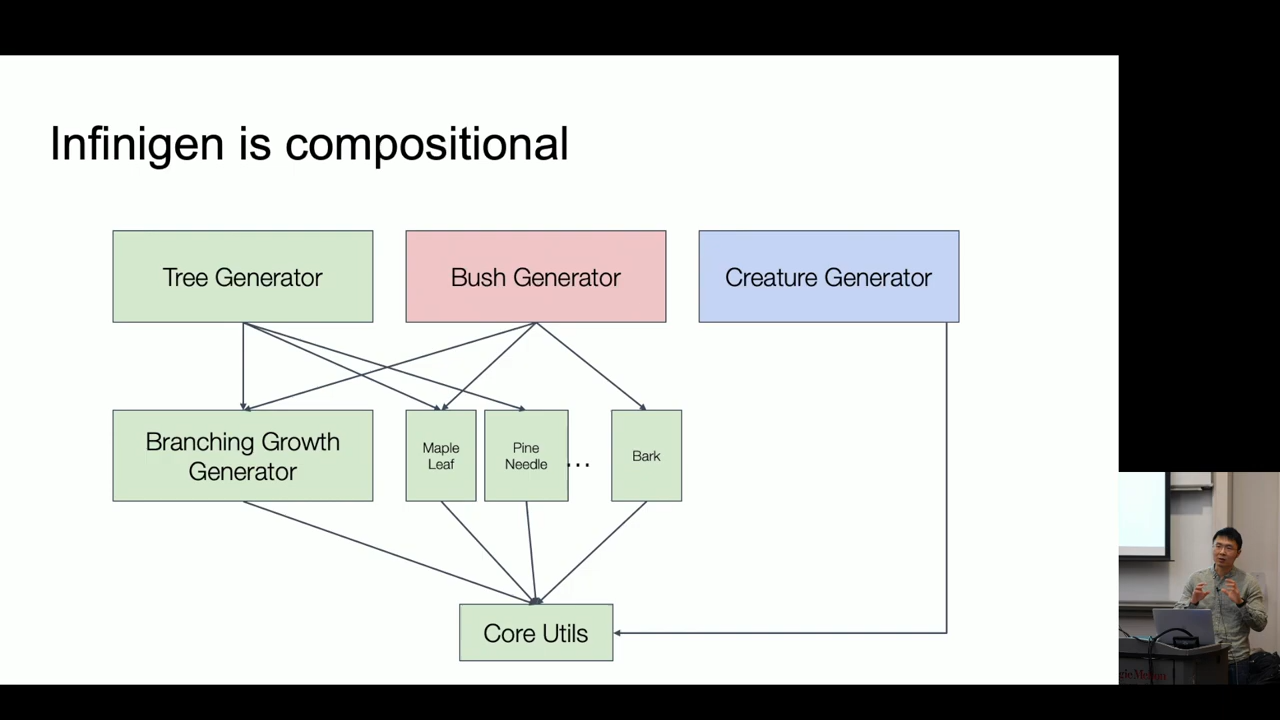 Infinigen is compositional
Tree Generator
Bush Generator
Creature Generator
Branching Growth
Generator
Maple
Leaf
Pine
Needle
...
Bark
Core Utils